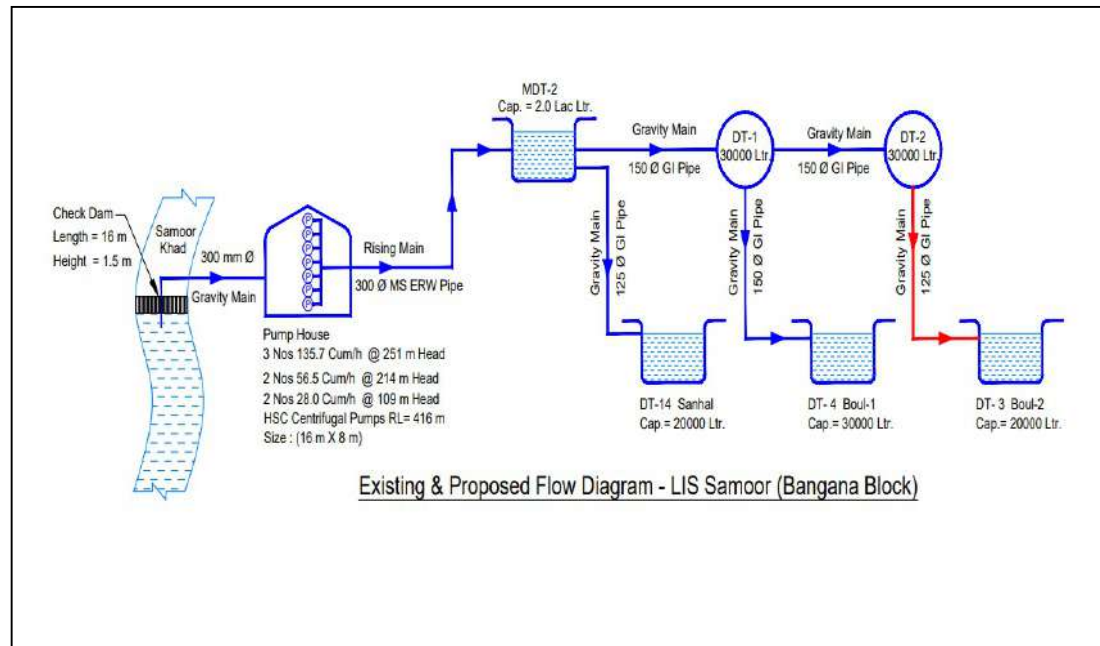 MDT-2
Cap. = 2.0 Lac Ltr.
Gravity Main
150 Ø GI Pipe
DT-1
30000 Ltr.
Gravity Main
150 Ø GI Pipe
DT-2
30000 Ltr.
Check Dam
Length = 16 m
Height = 1.5 m
Samoor
Khad
300 mm Ø
Gravity Main
P
P
P
P
P
P
P
Rising Main
300 Ø MS ERW Pipe
Gravity Main
125 Ø GI Pipe
Gravity Main
150 Ø GI Pipe
Gravity Main
125 Ø GI Pipe
Pump House
3 Nos 135.7 Cum/h @ 251 m Head
2 Nos 56.5 Cum/h @ 214 m Head
2 Nos 28.0 Cum/h @ 109 m Head
HSC Centrifugal Pumps RL= 416 m
Size : (16 m X 8 m)
DT-14 Sanhal
Cap.= 20000 Ltr.
DT- 4 Boul-1
Cap.= 30000 Ltr.
DT- 3 Boul-2
Cap.= 20000 Ltr.
Existing & Proposed Flow Diagram - LIS Samoor (Bangana Block)